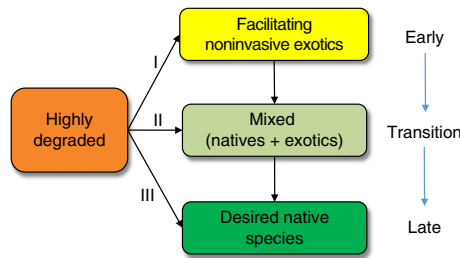 Facilitating
noninvasive exotics
Early
I
Highly
degraded
II
Mixed
(natives + exotics)
Transition
III
Desired native
species
Late